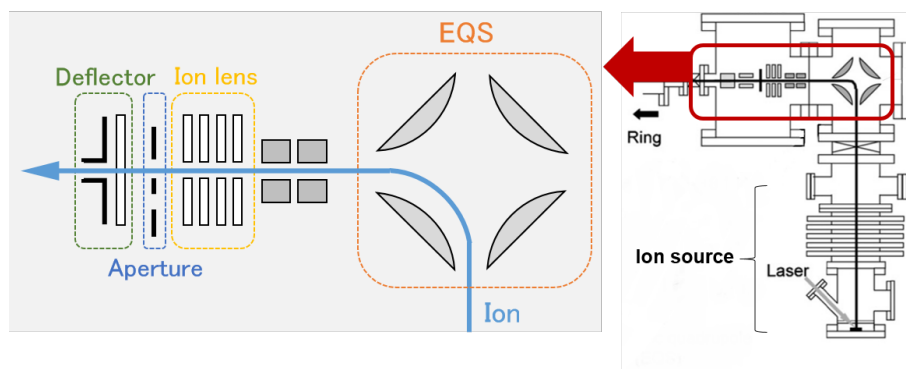 EQS
Deflector
Ion lens
Aperture
Ion
Ring
Ion source
Laser